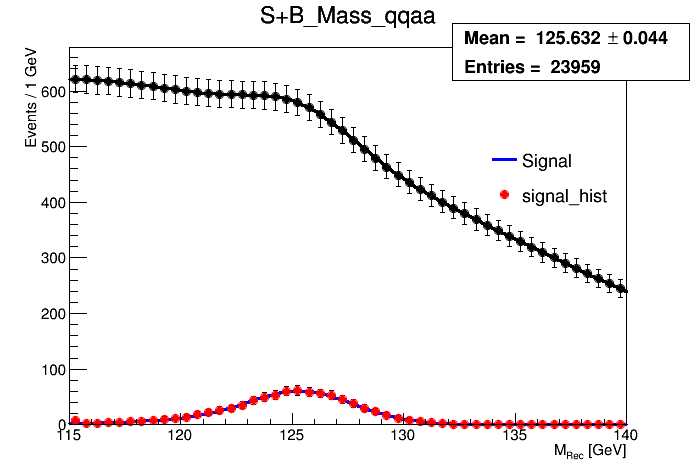 S+B_Mass_qqaa
Mean = 125.632 ± 0.044
Entries = 23959
Events / 1 GeV
600
500
400
300
200
100
0
Signal
signal_hist
115
120
125
130
135
140
M_Rec [GeV]